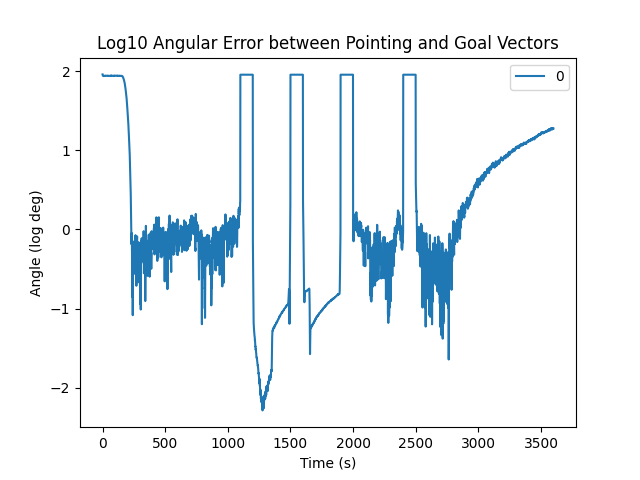 Log10 Angular Error between Pointing and Goal Vectors
0
2
1
0
−1
−2
Angle (log deg)
0 500 1000 1500 2000 2500 3000 3500
Time (s)